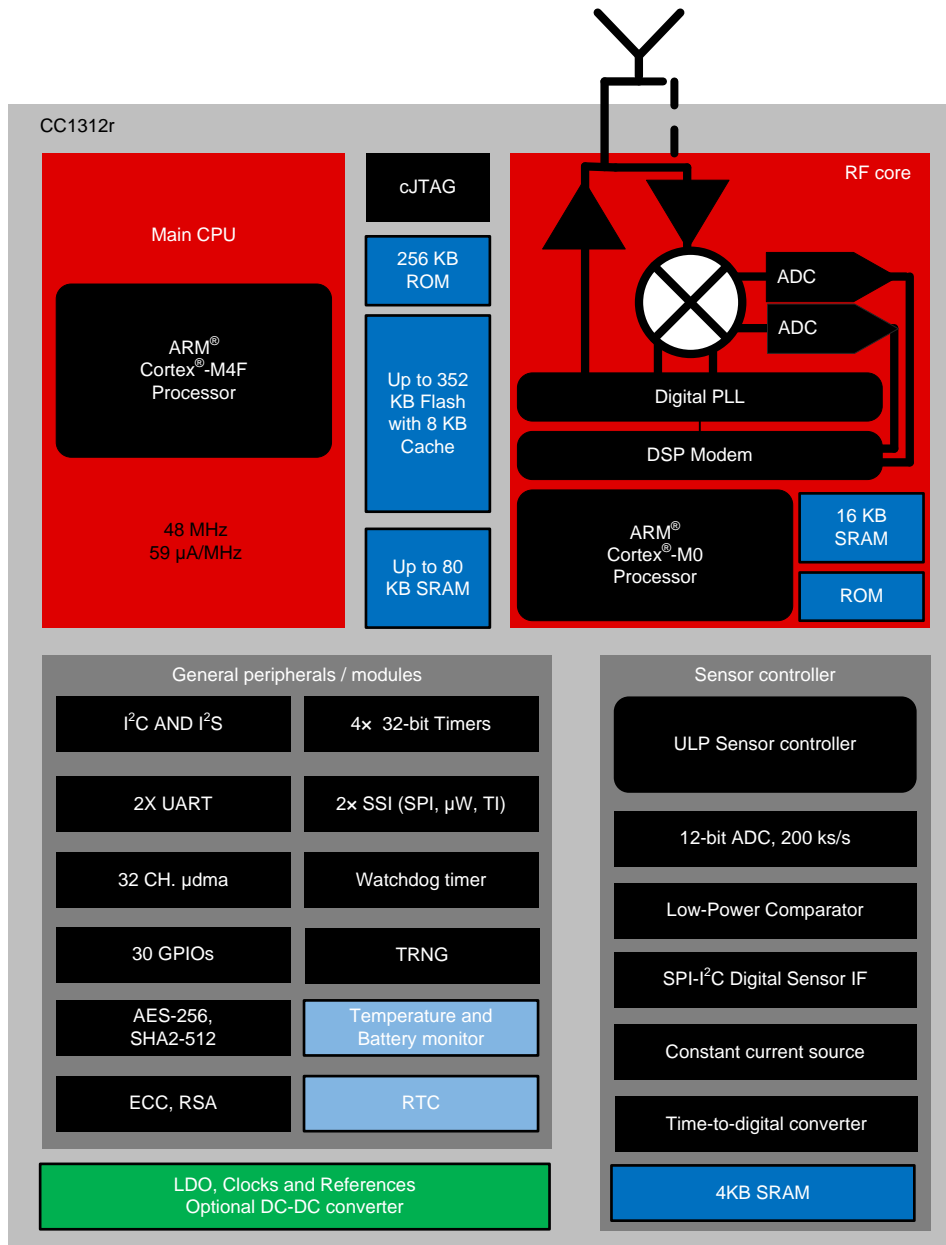 CC1312r
Main CPU
ARM®
Cortex®-M4F
Processor
48 MHz
59 µA/MHz
cJTAG
256 KB
ROM
Up to 352
KB Flash
with 8 KB
Cache
Up to 80
KB SRAM
RF core
ADC
ADC
Digital PLL
DSP Modem
ARM®
Cortex®-M0
Processor
16 KB
SRAM
ROM
General peripherals / modules
I²C AND I²S
4× 32-bit Timers
2X UART
2× SSI (SPI, µW, TI)
32 CH. µdma
Watchdog timer
30 GPIOs
TRNG
AES-256,
SHA2-512
Temperature and
Battery monitor
ECC, RSA
RTC
LDO, Clocks and References
Optional DC-DC converter
Sensor controller
ULP Sensor controller
12-bit ADC, 200 ks/s
Low-Power Comparator
SPI-I²C Digital Sensor IF
Constant current source
Time-to-digital converter
4KB SRAM